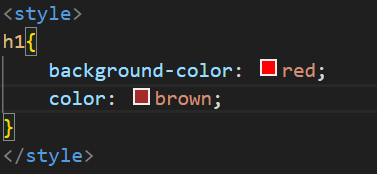 <style>
h1{
    background-color: red;
    color: brown;
}
</style>